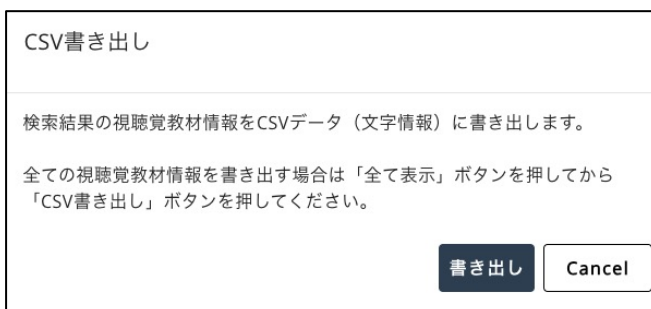 CSV書き出し
検索結果の視聴覚教材情報をCSVデータ（文字情報）に書き出します。
全ての視聴覚教材情報を書き出す場合は「全て表示」ボタンを押してから
「CSV書き出し」ボタンを押してください。
書き出し
Cancel